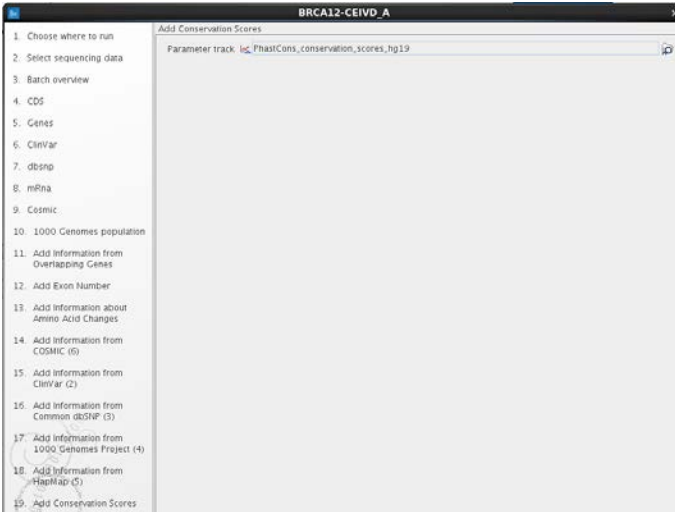 BRCA12-CEIVD_A
1. Choose where to run
2. Select sequencing data
3. Batch overview
4. CDS
5. Genes
6. ClinVar
7. dbsnp
8. mRna
9. Cosmic
10. 1000 Genomes population
11. Add Information from
Overlapping Genes
12. Add Exon Number
13. Add Information about
Amino Acid Changes
14. Add Information from
COSMIC (6)
15. Add Information from
ClinVar (2)
16. Add Information from
Common dbSNP (3)
17. Add Information from
1000 Genomes Project (4)
18. Add Information from
HapMap (5)
19. Add Conservation Scores
Add Conservation Scores
Parameter track PhastCons_conservation_scores_hg19